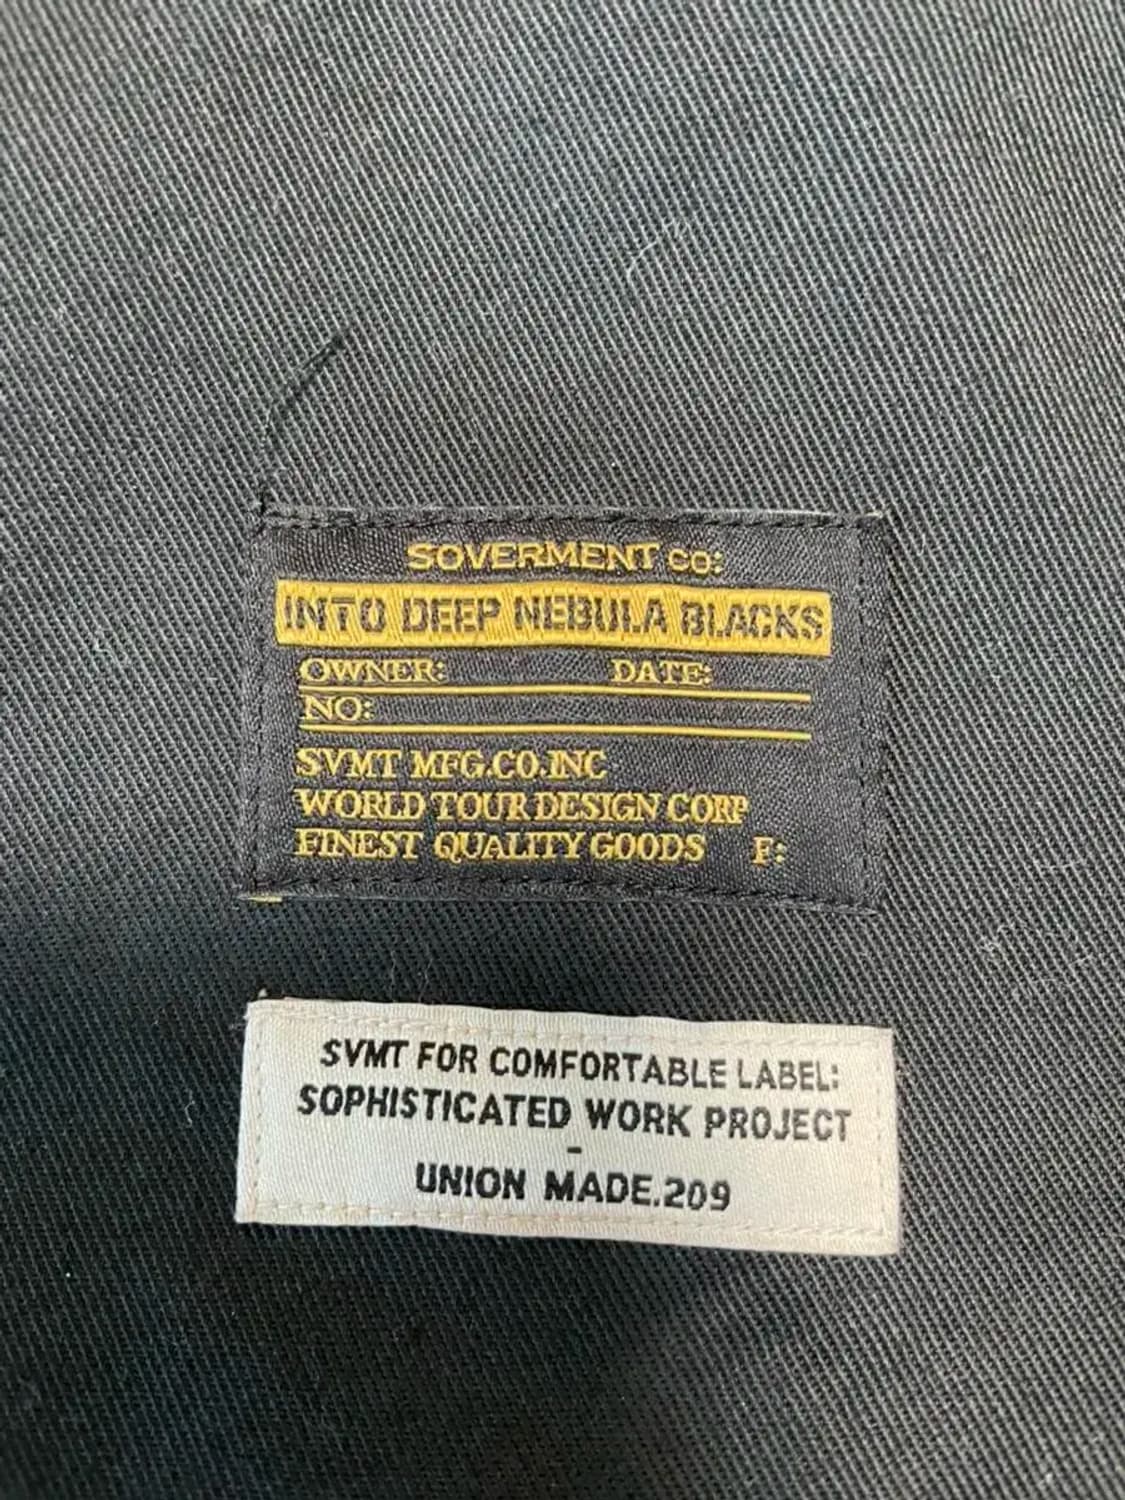 SOVERMENT CO:
INTO DEEP NEBULA BLACKS
OWNER: DATE:
NO:
SVMT MFG.CO.INC
WORLD TOUR DESIGN CORP
FINEST QUALITY GOODS F:
SVMT FOR COMFORTABLE LABEL:
SOPHISTICATED WORK PROJECT
-
UNION MADE.209